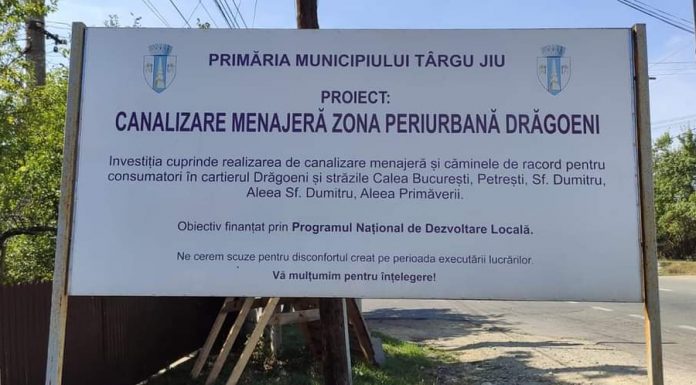 PRIMĂRIA MUNICIPIULUI TÂRGU JIU
PROIECT:
CANALIZARE MENAJERĂ ZONA PERIURBANĂ DRĂGOENI
Investiția cuprinde realizarea de canalizare menajeră și căminele de racord pentru
consumatori în cartierul Drăgoeni și străzile Calea București, Petrești, Sf. Dumitru,
Aleea Sf. Dumitru, Aleea Primăverii.
Obiectiv finanțat prin Programul Național de Dezvoltare Locală.
Ne cerem scuze pentru disconfortul creat pe perioada executării lucrărilor.
Vă mulțumim pentru înțelegere!